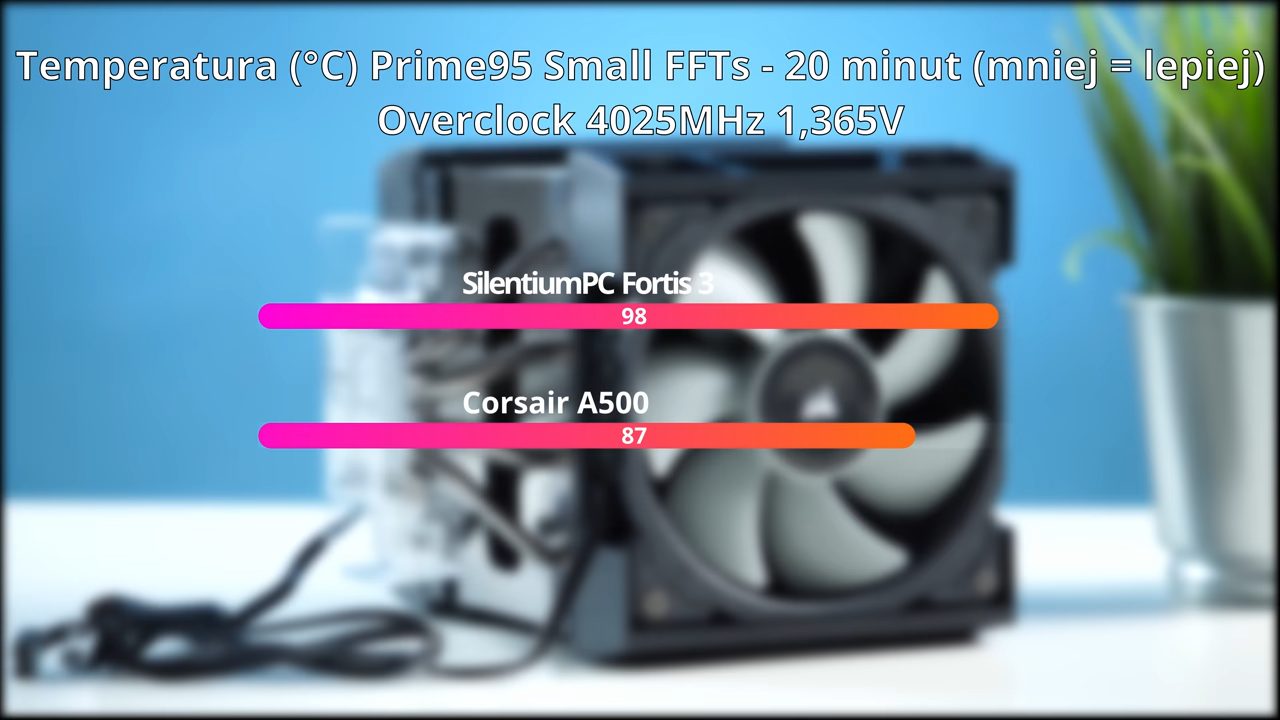 Temperatura (°C) Prime95 Small FFTs - 20 minut (mniej = lepiej)
Overclock 4025MHz 1,365V
SilentiumPC Fortis 3
98
Corsair A500
87